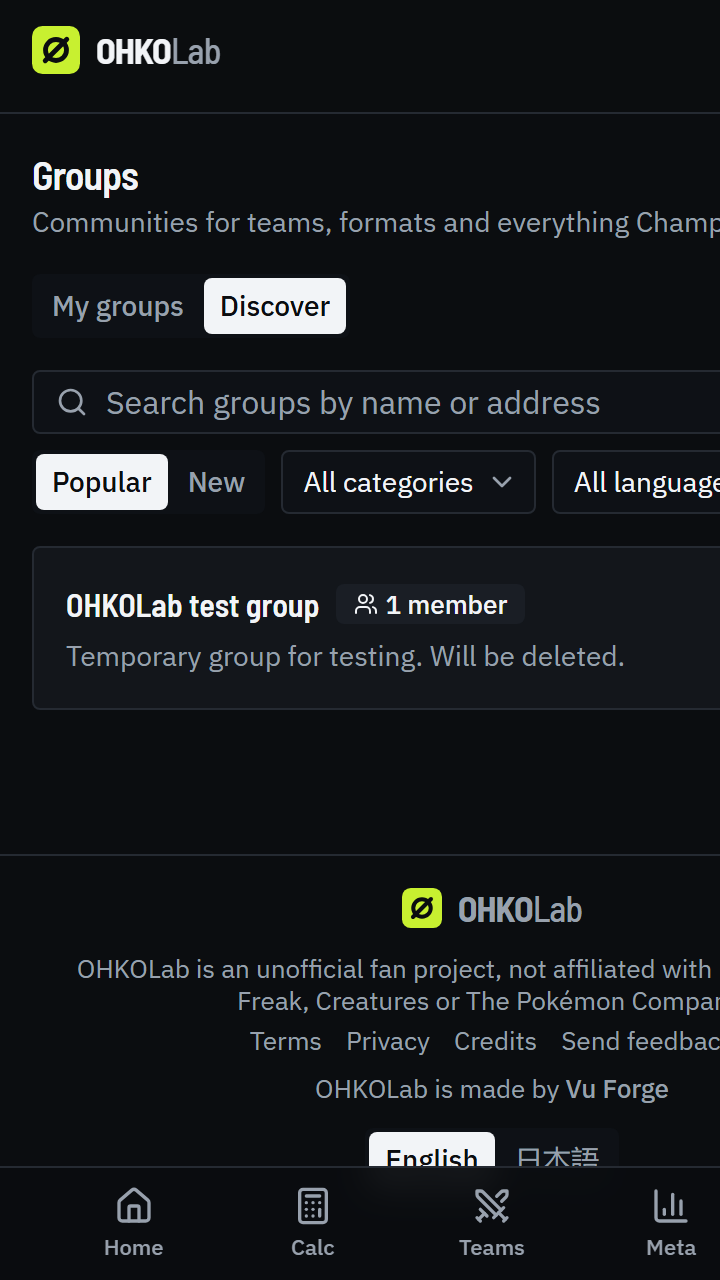 OHKOLab
Groups
Communities for teams, formats and everything Champ
My groups Discover
Search groups by name or address
Popular New All categories All language
OHKOLab test group 1 member
Temporary group for testing. Will be deleted.
OHKOLab
OHKOLab is an unofficial fan project, not affiliated with
Freak, Creatures or The Pokémon Compan
Terms Privacy Credits Send feedbac
OHKOLab is made by Vu Forge
English 日本語
Home Calc Teams Meta